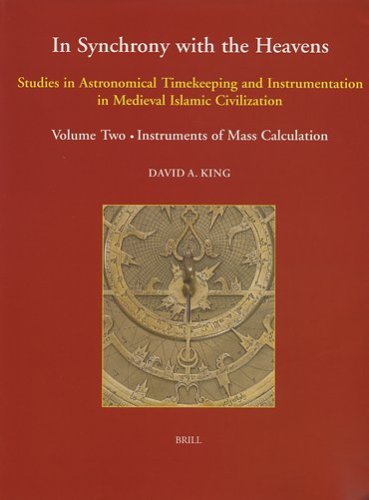 In Synchrony with the Heavens
Studies in Astronomical Timekeeping and Instrumentation
in Medieval Islamic Civilization
Volume Two • Instruments of Mass Calculation
DAVID A. KING
BRILL